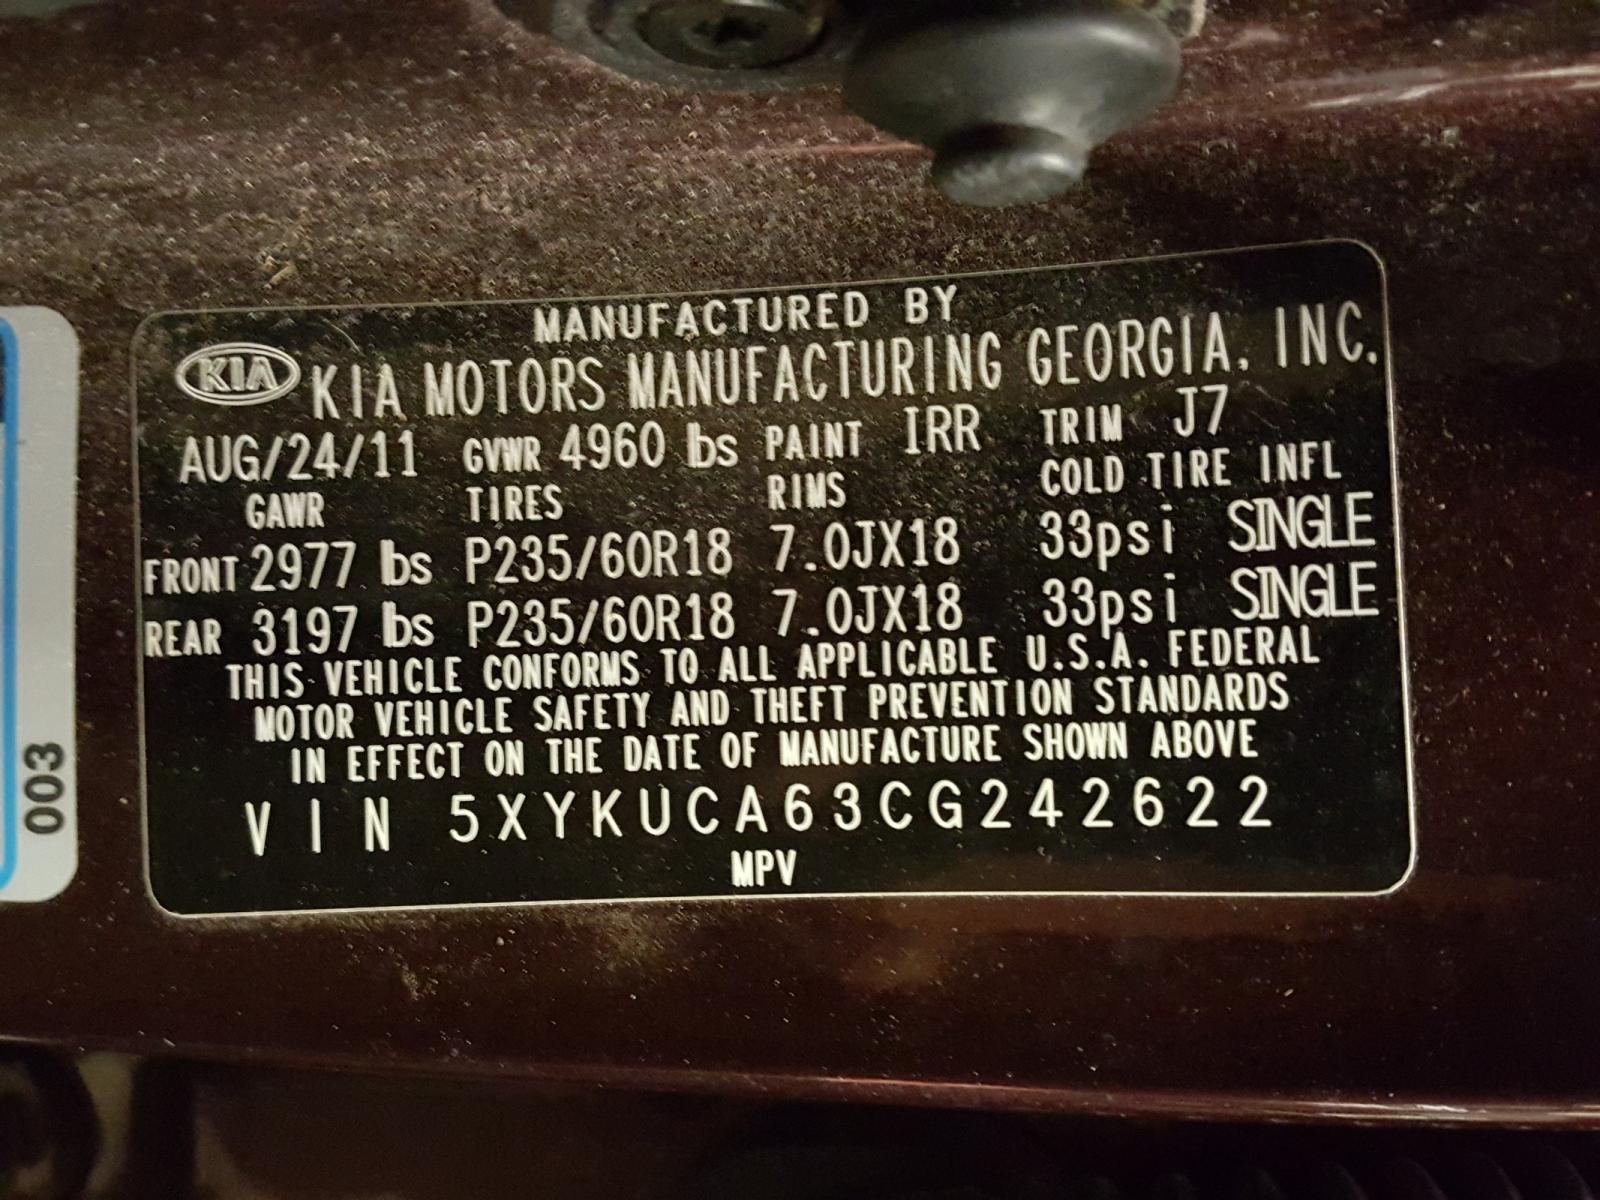 MANUFACTURED BY
KIA KIA MOTORS MANUFACTURING GEORGIA, INC.
AUG/24/11 GVWR 4960 lbs PAINT IRR TRIM J7
GAWR TIRES RIMS COLD TIRE INFL
FRONT 2977 lbs P235/60R18 7.0JX18 33psi SINGLE
REAR 3197 lbs P235/60R18 7.0JX18 33psi SINGLE
THIS VEHICLE CONFORMS TO ALL APPLICABLE U.S.A. FEDERAL
MOTOR VEHICLE SAFETY AND THEFT PREVENTION STANDARDS
IN EFFECT ON THE DATE OF MANUFACTURE SHOWN ABOVE
VIN 5XYKUCA63CG242622
MPV
003